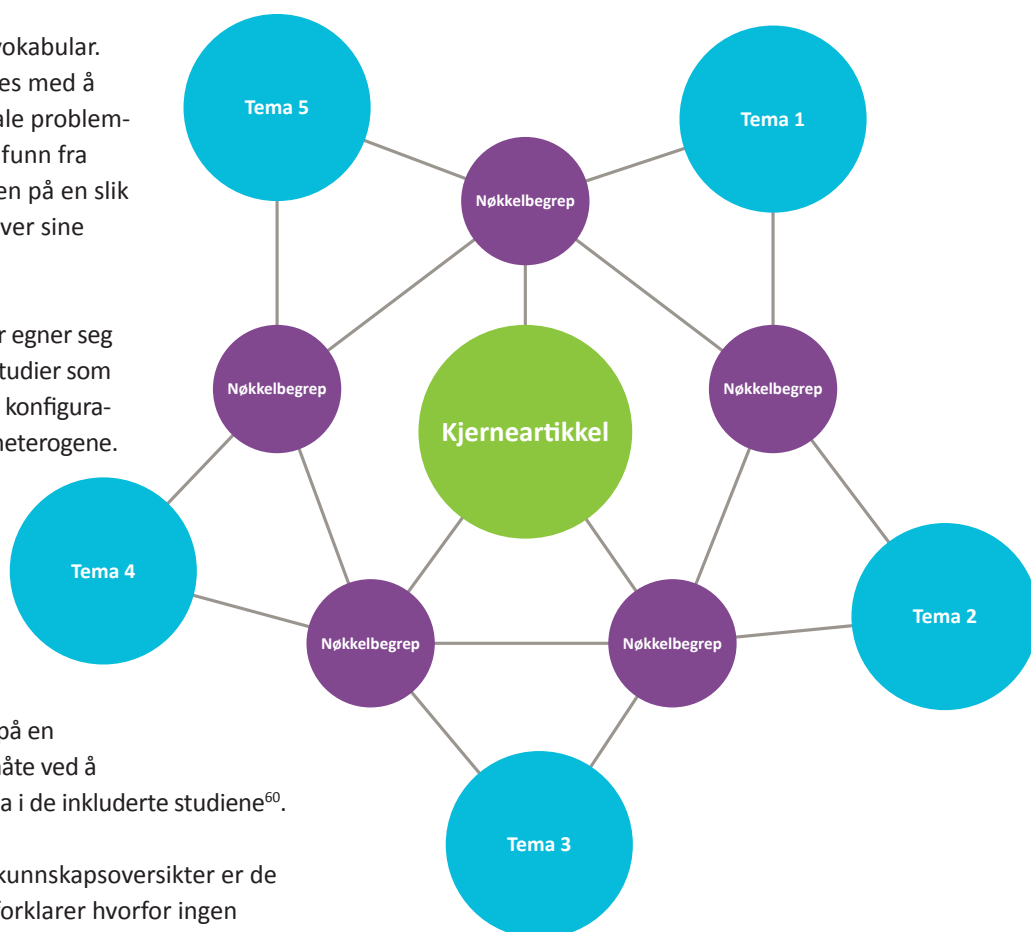 vokabular.
es med å
ale problem-
funn fra
en på en slik
ver sine
r egner seg
tudier som
konfigura-
heterogene.
på en
åte ved å
a i de inkluderte studiene60.
kunnskapsoversikter er de
forklarer hvorfor ingen
Tema 5
Tema 1
Nøkkelbegrep
Nøkkelbegrep
Nøkkelbegrep
Kjerneartikkel
Tema 4
Tema 2
Nøkkelbegrep
Nøkkelbegrep
Tema 3